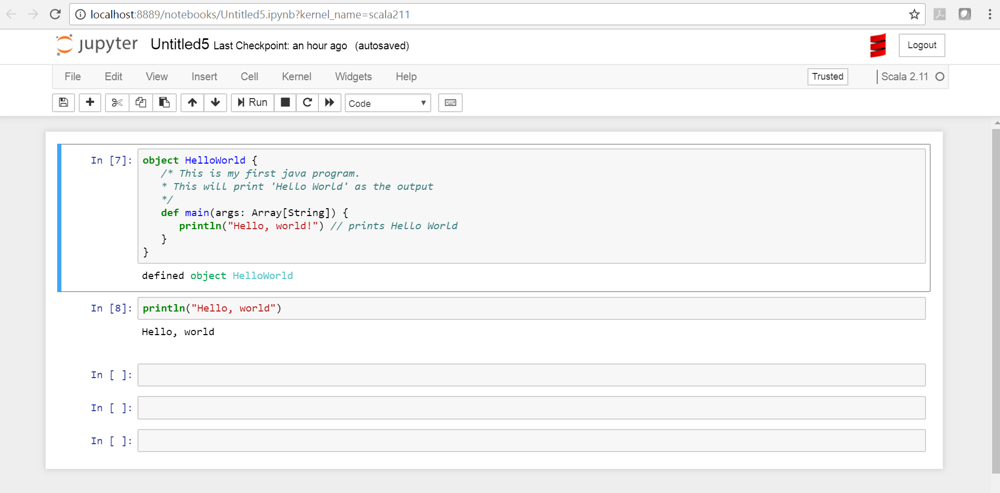 localhost:8889/notebooks/Untitled5.ipynb?kernel_name=scala211
jupyter Untitled5 Last Checkpoint: an hour ago (autosaved)
Logout
File Edit View Insert Cell Kernel Widgets Help Trusted Scala 2.11
Run Code
In [7]: object HelloWorld {
   /* This is my first java program.
   * This will print 'Hello World' as the output
   */
   def main(args: Array[String]) {
      println("Hello, world!") // prints Hello World
   }
}
defined object HelloWorld
In [8]: println("Hello, world")
Hello, world
In [ ]:
In [ ]:
In [ ]: